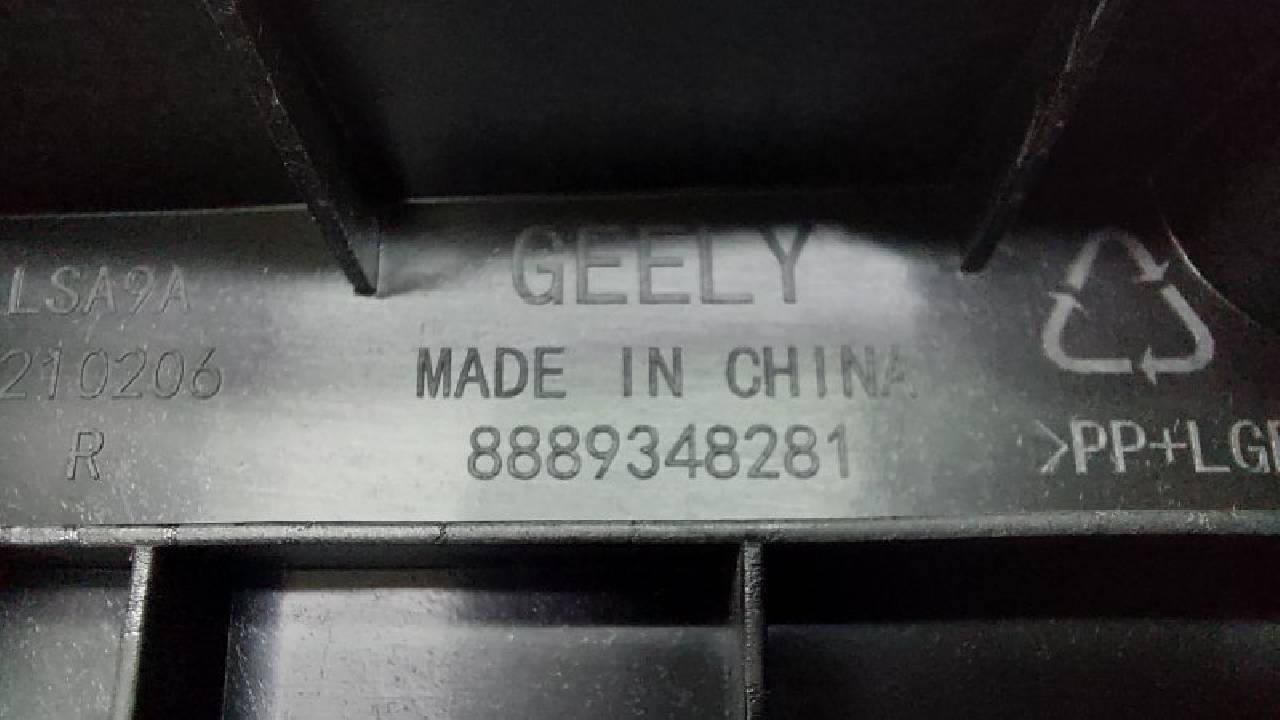 GEELY
LSA9A
MADE IN CHINA
210206
8889348281
R
>PP+LG